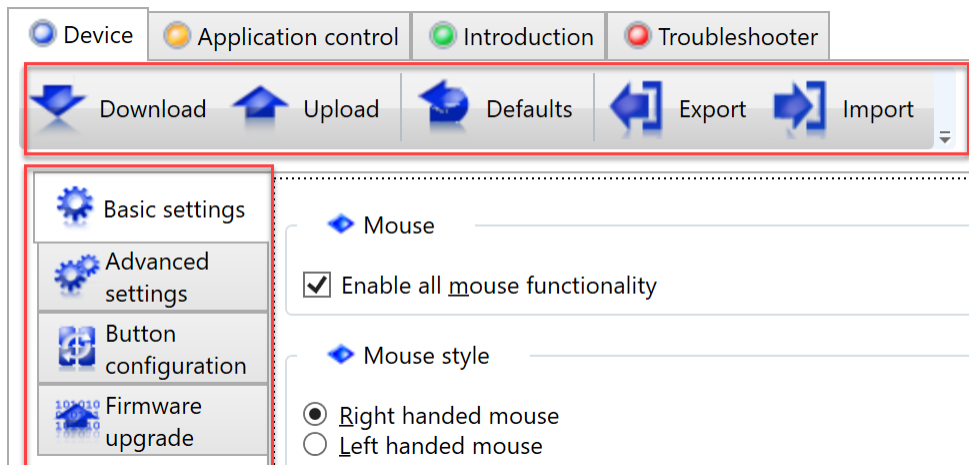 Device Application control Introduction Troubleshooter
Download Upload Defaults Export Import
Basic settings
Advanced
settings
Button
configuration
101010
Firmware
upgrade
Mouse
Enable all mouse functionality
Mouse style
Right handed mouse
Left handed mouse